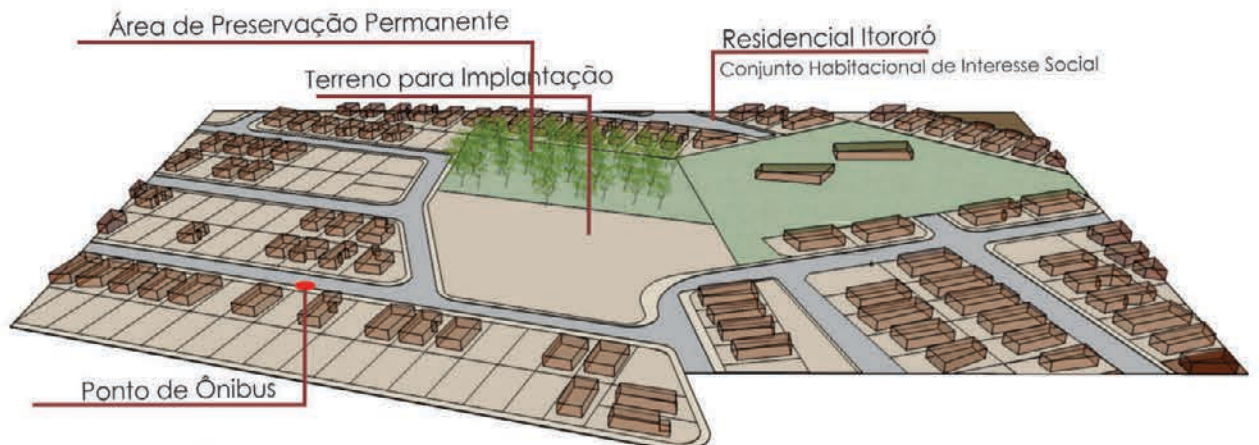 Área de Preservação Permanente
Residencial Itororó
Conjunto Habitacional de Interesse Social
Terreno para Implantação
Ponto de Ônibus